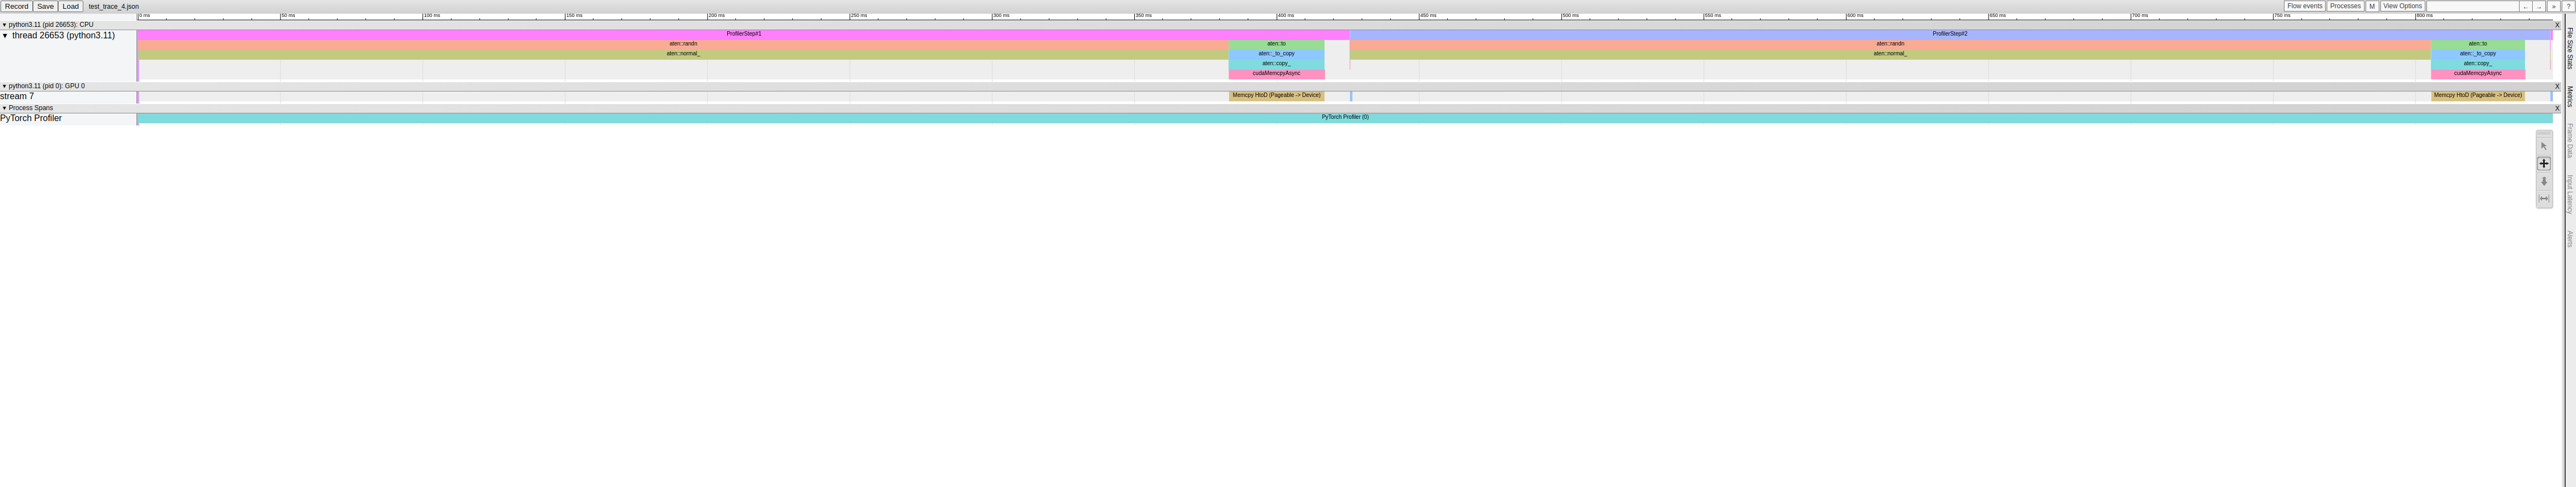 Record Save Load test_trace_4.json Flow events Processes M View Options ← → » ?
0 ms 50 ms 100 ms 150 ms 200 ms 250 ms 300 ms 350 ms 400 ms 450 ms 500 ms 550 ms 600 ms 650 ms 700 ms 750 ms 800 ms
▼ python3.11 (pid 26653): CPU X
▼ thread 26653 (python3.11) ProfilerStep#1 ProfilerStep#2
aten::randn aten::to aten::randn aten::to
aten::normal_ aten::_to_copy aten::normal_ aten::_to_copy
aten::copy_ aten::copy_
cudaMemcpyAsync cudaMemcpyAsync
▼ python3.11 (pid 0): GPU 0 X
stream 7 Memcpy HtoD (Pageable -> Device) Memcpy HtoD (Pageable -> Device)
▼ Process Spans X
PyTorch Profiler PyTorch Profiler (0)
File Size Stats
Metrics
Frame Data
Input Latency
Alerts